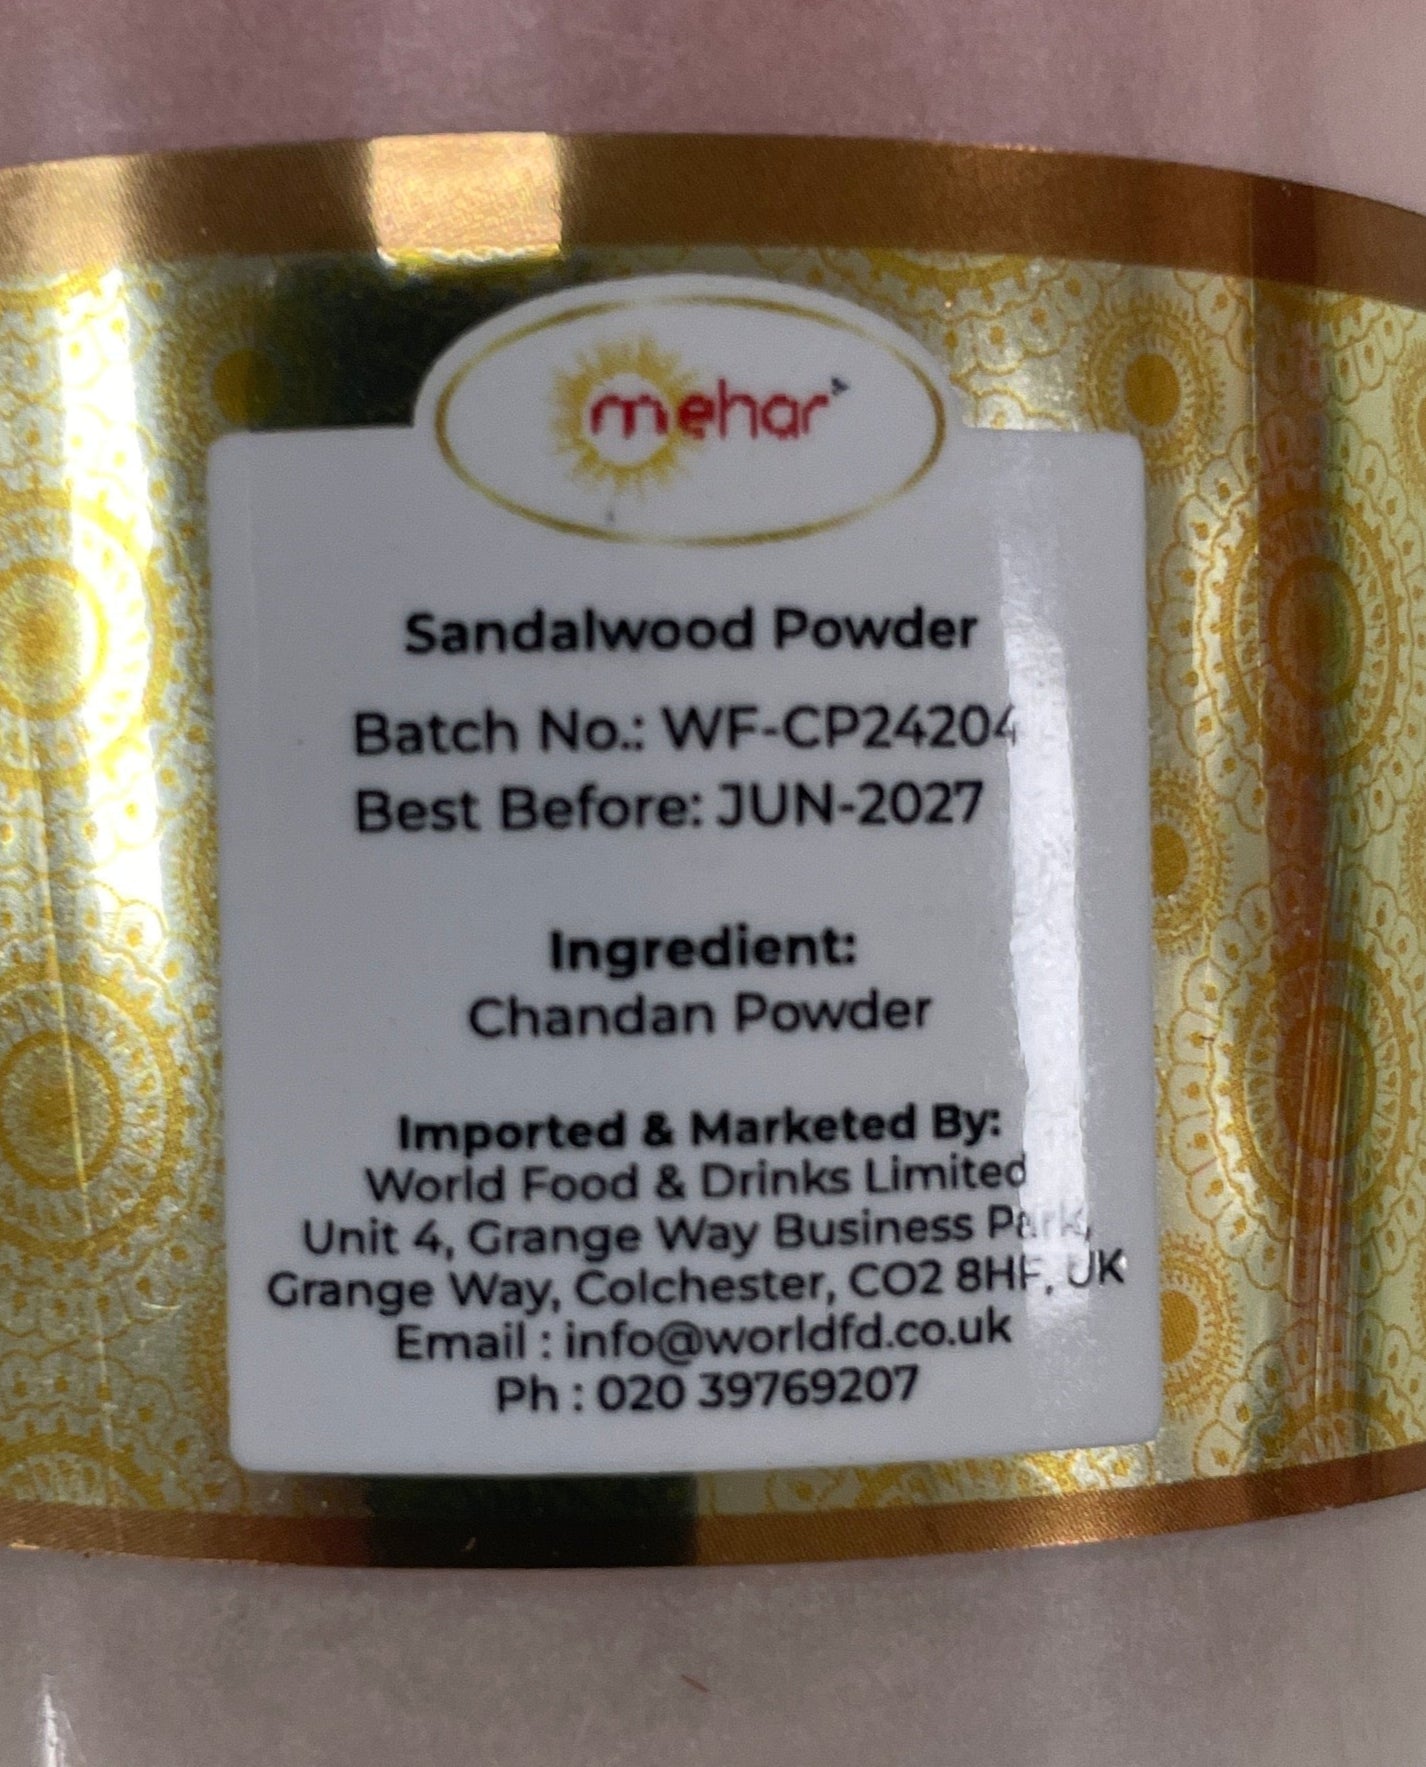 mehar
Sandalwood Powder
Batch No.: WF-CP24204
Best Before: JUN-2027
Ingredient:
Chandan Powder
Imported & Marketed By:
World Food & Drinks Limited
Unit 4, Grange Way Business Park,
Grange Way, Colchester, CO2 8HF, UK
Email : info@worldfd.co.uk
Ph : 020 39769207